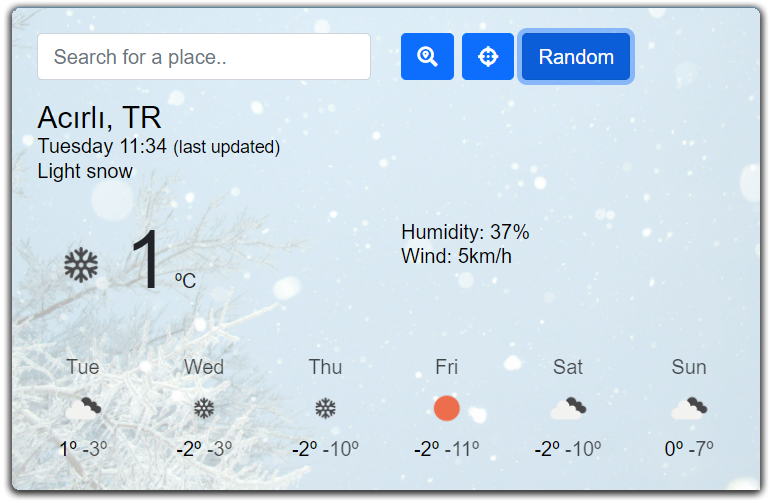 Search for a place..
Random
Acırlı, TR
Tuesday 11:34 (last updated)
Light snow
1 ºC
Humidity: 37%
Wind: 5km/h
Tue Wed Thu Fri Sat Sun
1º -3º -2º -3º -2º -10º -2º -11º -2º -10º 0º -7º